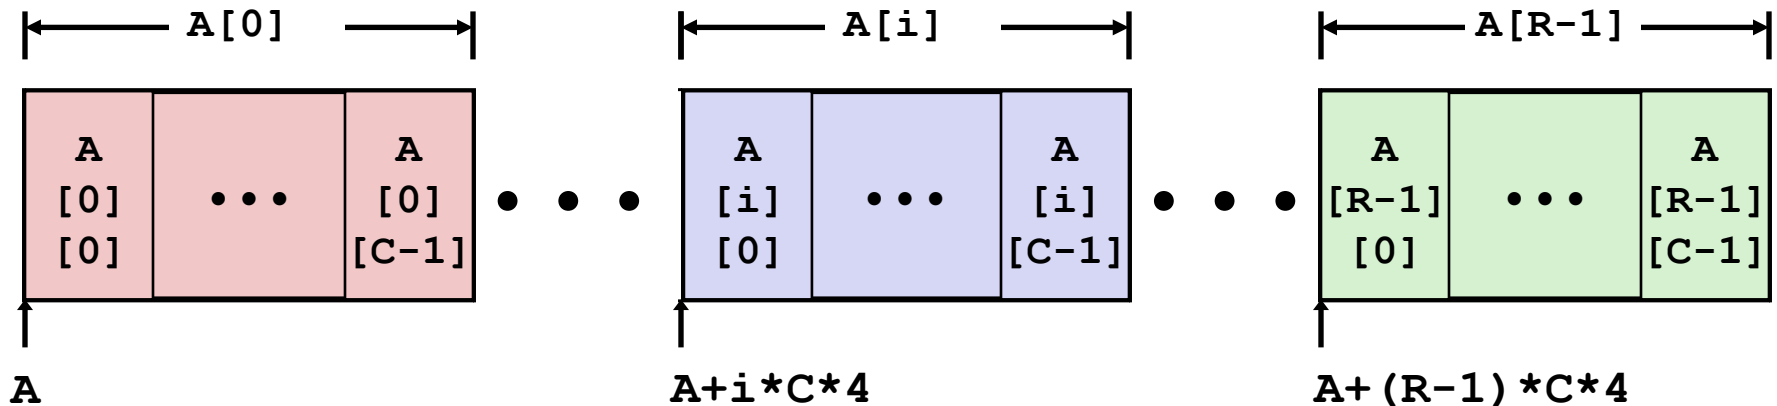 A[0] A[i] A[R-1]
A ••• A • • • A ••• A • • • A ••• A
[0] [0] [i] [i] [R-1] [R-1]
[0] [C-1] [0] [C-1] [0] [C-1]
A A+i*C*4 A+(R-1)*C*4